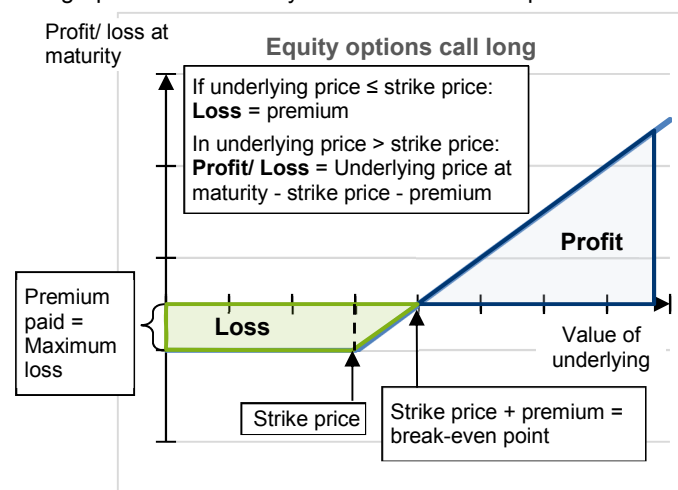 Profit/ loss at
maturity
Equity options call long
If underlying price ≤ strike price:
Loss = premium
In underlying price > strike price:
Profit/ Loss = Underlying price at
maturity - strike price - premium
Profit
Premium
paid =
Maximum
loss
Loss
Value of
underlying
Strike price
Strike price + premium =
break-even point